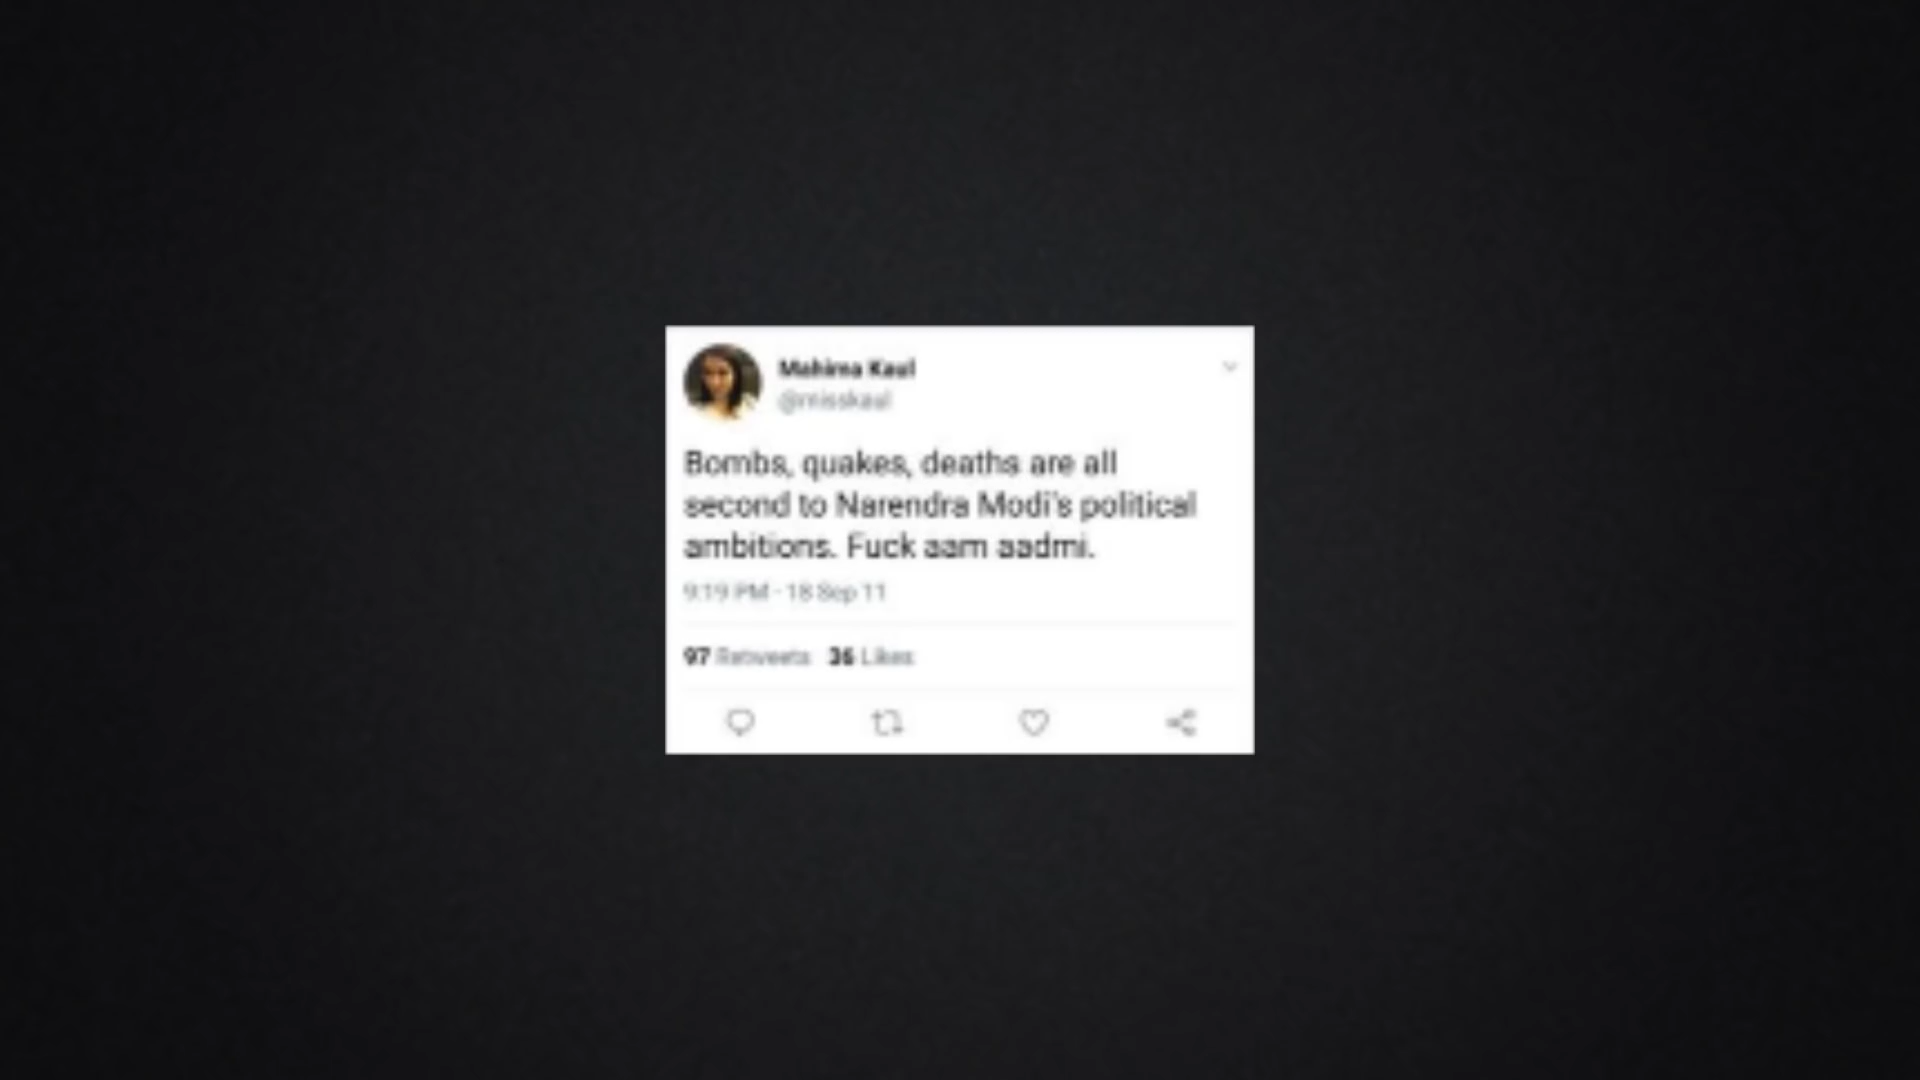 Mahima Kaul
@misskaul
Bombs, quakes, deaths are all
second to Narendra Modi's political
ambitions. Fuck aam aadmi.
9:19 PM - 18 Sep 11
97 Retweets 36 Likes